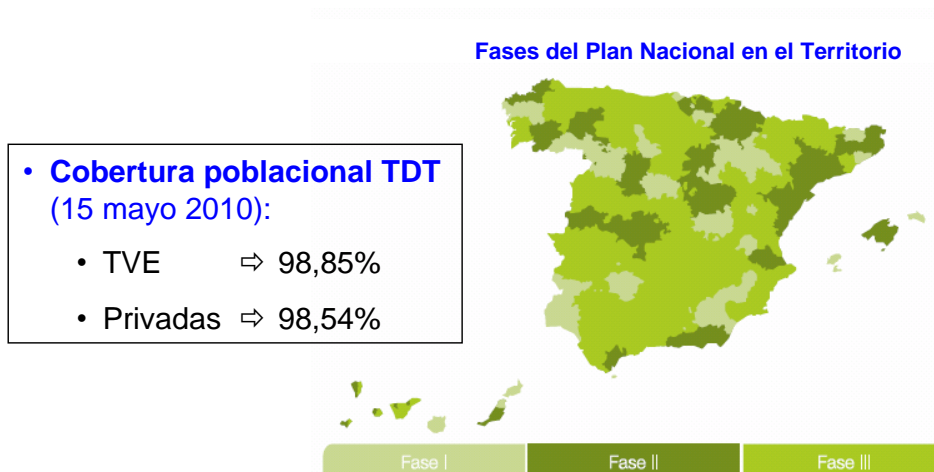 Fases del Plan Nacional en el Territorio
• Cobertura poblacional TDT
(15 mayo 2010):
• TVE ⇨ 98,85%
• Privadas ⇨ 98,54%
Fase I
Fase II
Fase III